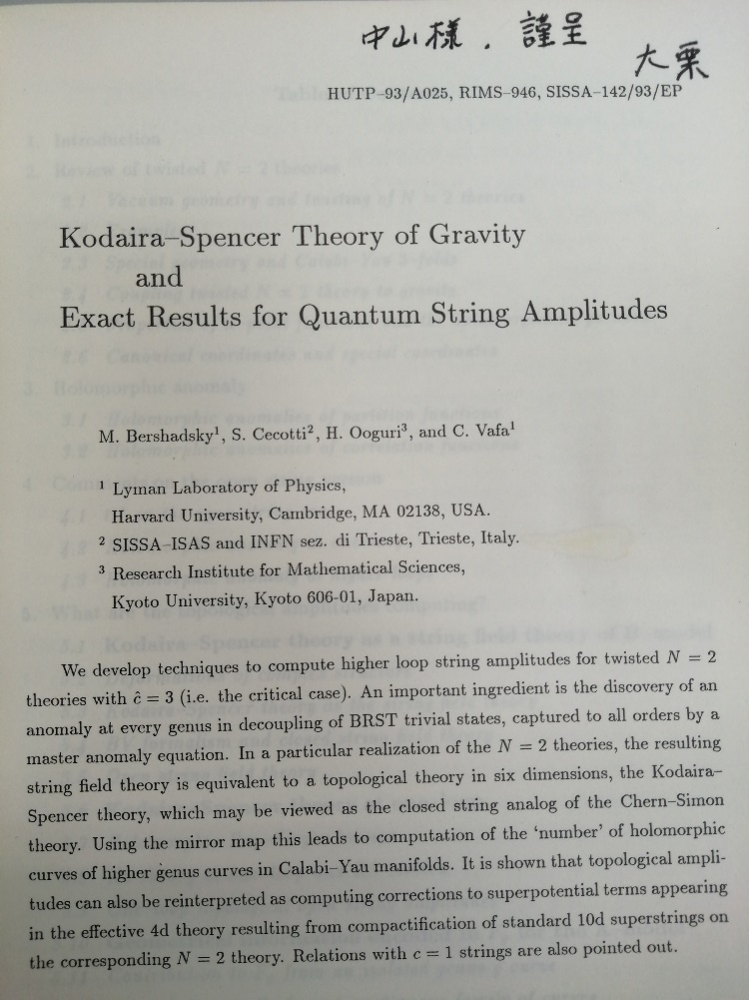 中山様. 謹呈
大栗
HUTP-93/A025, RIMS-946, SISSA-142/93/EP
Kodaira–Spencer Theory of Gravity
and
Exact Results for Quantum String Amplitudes
M. Bershadsky¹, S. Cecotti², H. Ooguri³, and C. Vafa¹
¹ Lyman Laboratory of Physics,
Harvard University, Cambridge, MA 02138, USA.
² SISSA-ISAS and INFN sez. di Trieste, Trieste, Italy.
³ Research Institute for Mathematical Sciences,
Kyoto University, Kyoto 606-01, Japan.
We develop techniques to compute higher loop string amplitudes for twisted N = 2
theories with ĉ = 3 (i.e. the critical case). An important ingredient is the discovery of an
anomaly at every genus in decoupling of BRST trivial states, captured to all orders by a
master anomaly equation. In a particular realization of the N = 2 theories, the resulting
string field theory is equivalent to a topological theory in six dimensions, the Kodaira–
Spencer theory, which may be viewed as the closed string analog of the Chern–Simon
theory. Using the mirror map this leads to computation of the ‘number’ of holomorphic
curves of higher genus curves in Calabi–Yau manifolds. It is shown that topological ampli-
tudes can also be reinterpreted as computing corrections to superpotential terms appearing
in the effective 4d theory resulting from compactification of standard 10d superstrings on
the corresponding N = 2 theory. Relations with c = 1 strings are also pointed out.